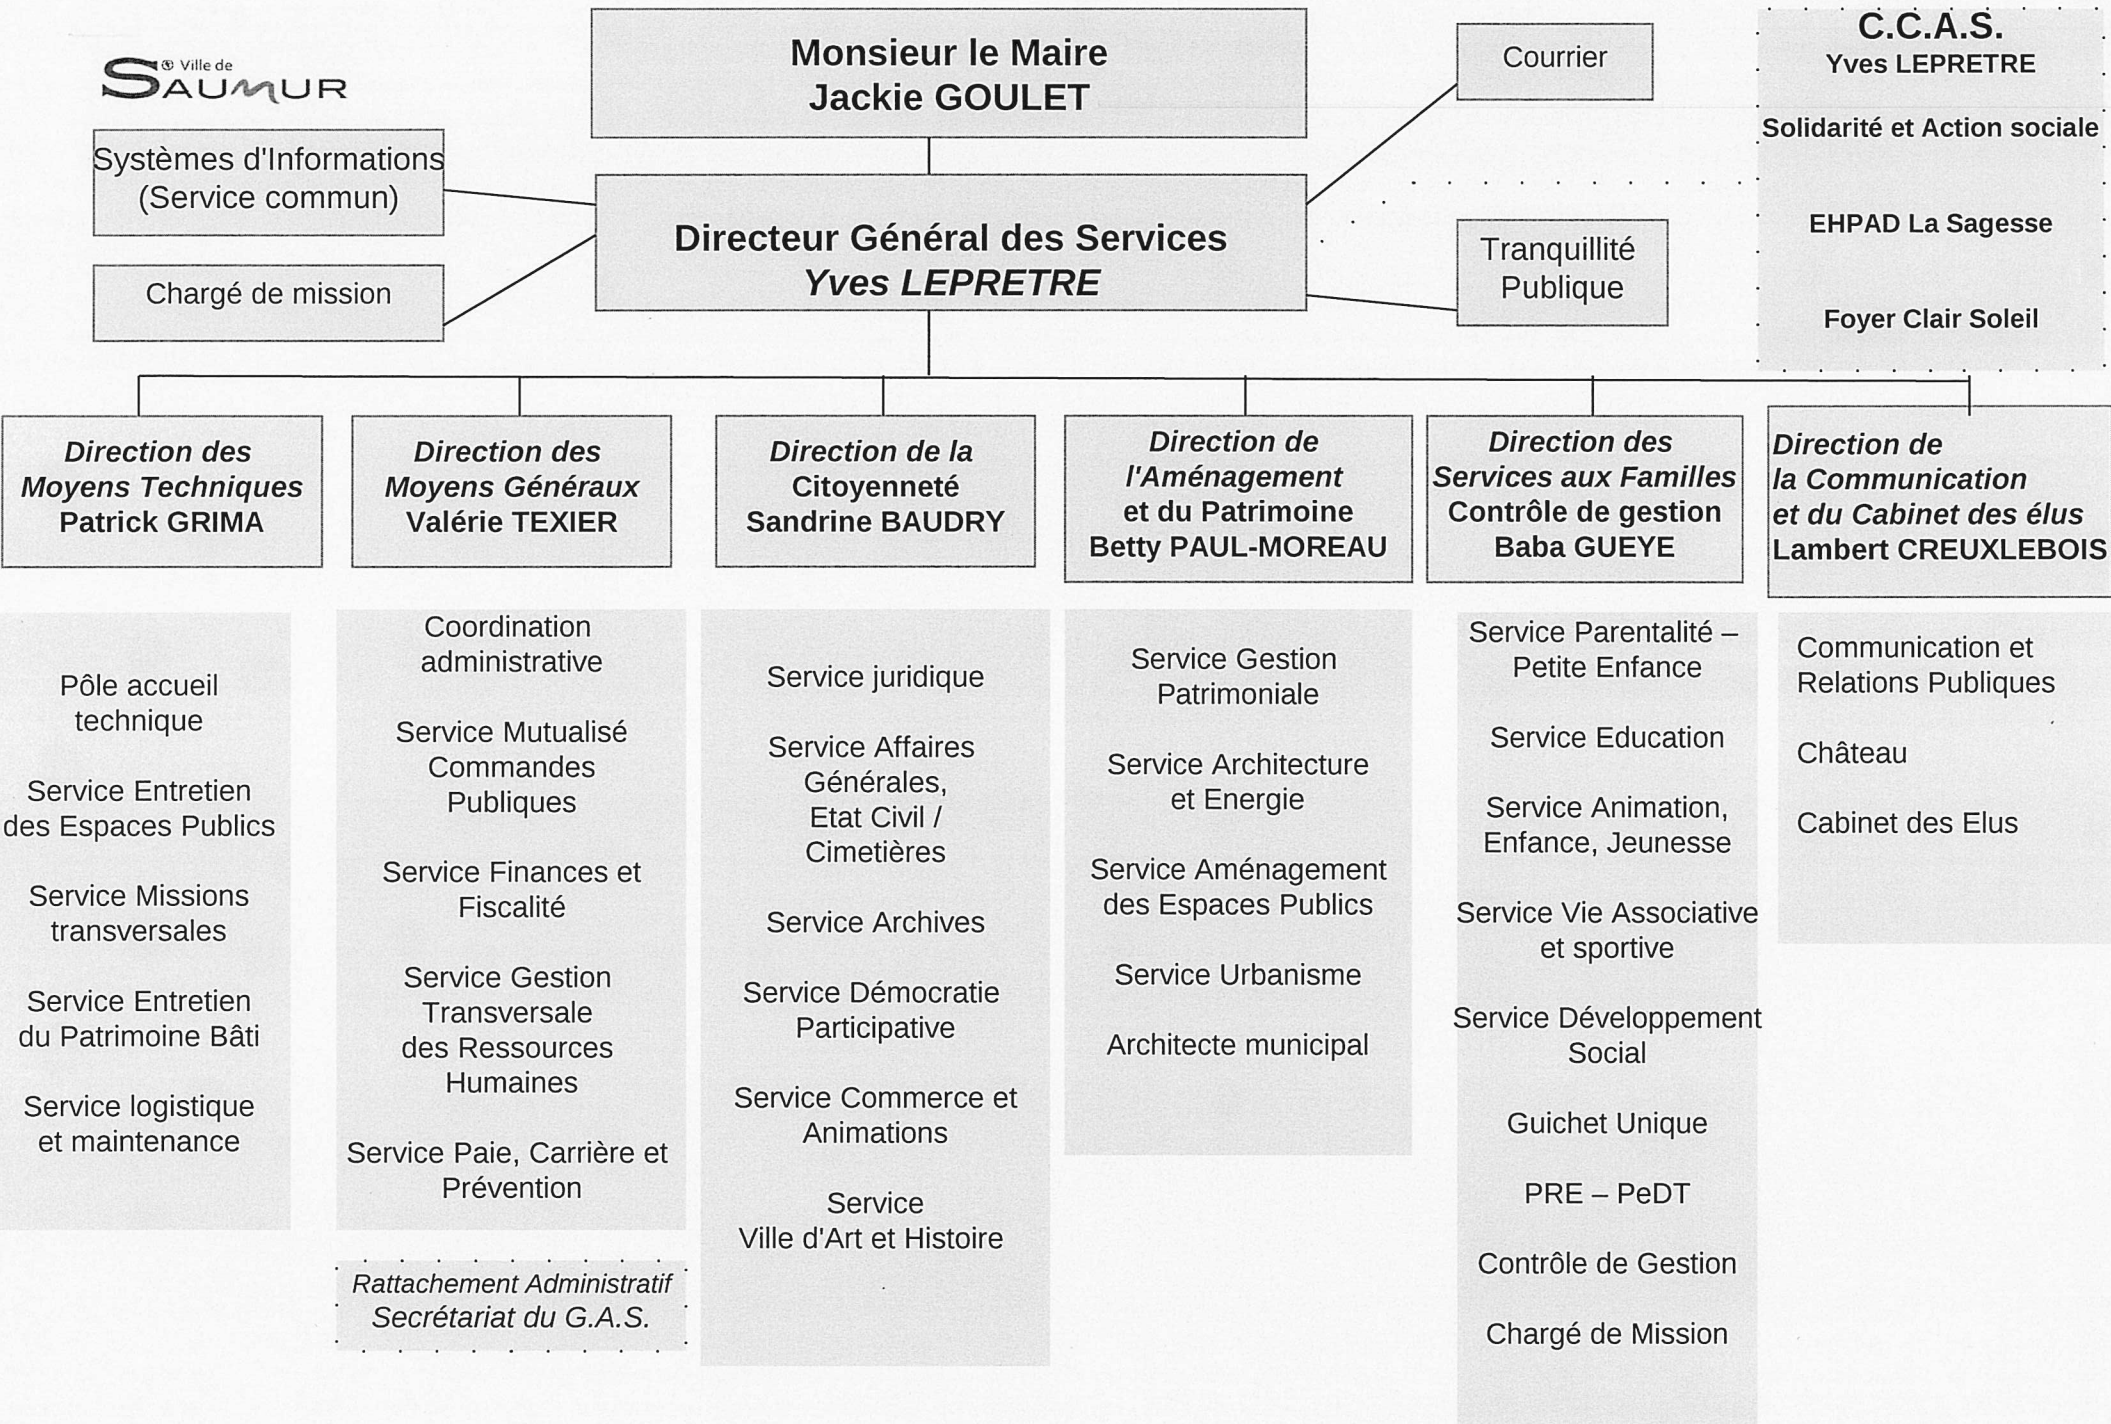 Ville de
SAUMUR
Monsieur le Maire
Jackie GOULET
Courrier
C.C.A.S.
Yves LEPRETRE
Solidarité et Action sociale
EHPAD La Sagesse
Foyer Clair Soleil
Systèmes d'Informations
(Service commun)
Chargé de mission
Directeur Général des Services
Yves LEPRETRE
Tranquillité
Publique
Direction des
Moyens Techniques
Patrick GRIMA
Direction des
Moyens Généraux
Valérie TEXIER
Direction de la
Citoyenneté
Sandrine BAUDRY
Direction de
l'Aménagement
et du Patrimoine
Betty PAUL-MOREAU
Direction des
Services aux Familles
Contrôle de gestion
Baba GUEYE
Direction de
la Communication
et du Cabinet des élus
Lambert CREUXLEBOIS
Pôle accueil
technique
Service Entretien
des Espaces Publics
Service Missions
transversales
Service Entretien
du Patrimoine Bâti
Service logistique
et maintenance
Coordination
administrative
Service Mutualisé
Commandes
Publiques
Service Finances et
Fiscalité
Service Gestion
Transversale
des Ressources
Humaines
Service Paie, Carrière et
Prévention
Rattachement Administratif
Secrétariat du G.A.S.
Service juridique
Service Affaires
Générales,
Etat Civil /
Cimetières
Service Archives
Service Démocratie
Participative
Service Commerce et
Animations
Service
Ville d'Art et Histoire
Service Gestion
Patrimoniale
Service Architecture
et Energie
Service Aménagement
des Espaces Publics
Service Urbanisme
Architecte municipal
Service Parentalité –
Petite Enfance
Service Education
Service Animation,
Enfance, Jeunesse
Service Vie Associative
et sportive
Service Développement
Social
Guichet Unique
PRE – PeDT
Contrôle de Gestion
Chargé de Mission
Communication et
Relations Publiques
Château
Cabinet des Elus